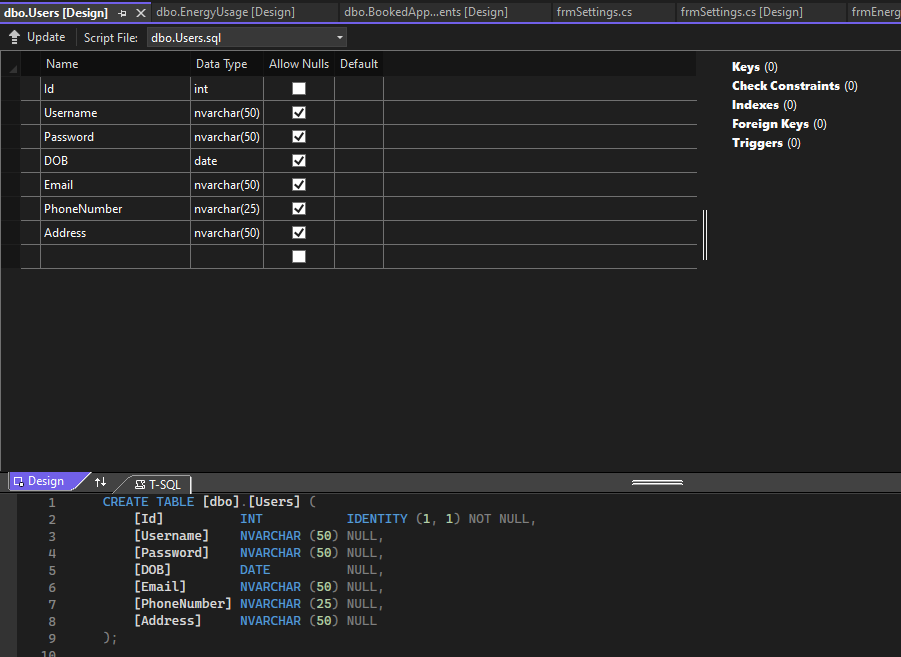 dbo.Users [Design] dbo.EnergyUsage [Design] dbo.BookedApp...ents [Design] frmSettings.cs frmSettings.cs [Design] frmEnerg
Update Script File: dbo.Users.sql
Name Data Type Allow Nulls Default
Id int
Username nvarchar(50)
Password nvarchar(50)
DOB date
Email nvarchar(50)
PhoneNumber nvarchar(25)
Address nvarchar(50)
Keys (0)
Check Constraints (0)
Indexes (0)
Foreign Keys (0)
Triggers (0)
Design T-SQL
1 CREATE TABLE [dbo].[Users] (
2 [Id] INT IDENTITY (1, 1) NOT NULL,
3 [Username] NVARCHAR (50) NULL,
4 [Password] NVARCHAR (50) NULL,
5 [DOB] DATE NULL,
6 [Email] NVARCHAR (50) NULL,
7 [PhoneNumber] NVARCHAR (25) NULL,
8 [Address] NVARCHAR (50) NULL
9 );
10